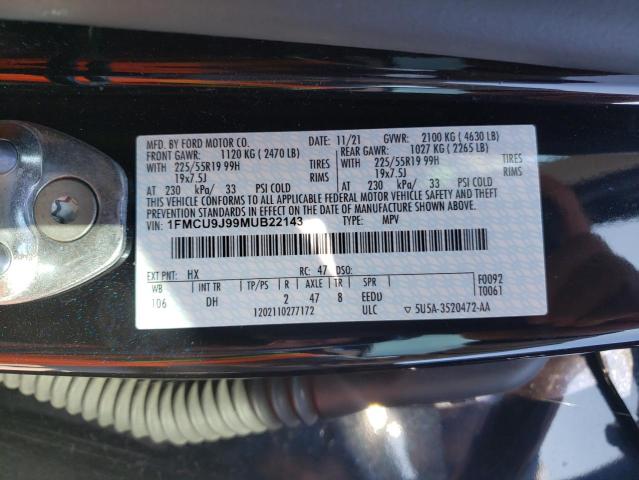 MFD. BY FORD MOTOR CO.
DATE: 11/21 GVWR: 2100 KG ( 4630 LB)
FRONT GAWR: 1120 KG ( 2470 LB) REAR GAWR: 1027 KG ( 2265 LB)
WITH 225/55R19 99H TIRES WITH 225/55R19 99H TIRES
19x7.5J RIMS 19x7.5J RIMS
AT 230 kPa/ 33 PSI COLD AT 230 kPa/ 33 PSI COLD
THIS VEHICLE CONFORMS TO ALL APPLICABLE FEDERAL MOTOR VEHICLE SAFETY AND THEFT
PREVENTION STANDARDS IN EFFECT ON THE DATE OF MANUFACTURE SHOWN ABOVE.
VIN: 1FMCU9J99MUB22143 TYPE: MPV
EXT PNT: HX RC: 47 DSO: F0092
WB INT TR TP/PS R AXLE TR SPR T0061
106 DH 2 47 8 EEDD
1202110277172 ULC 5U5A-3520472-AA